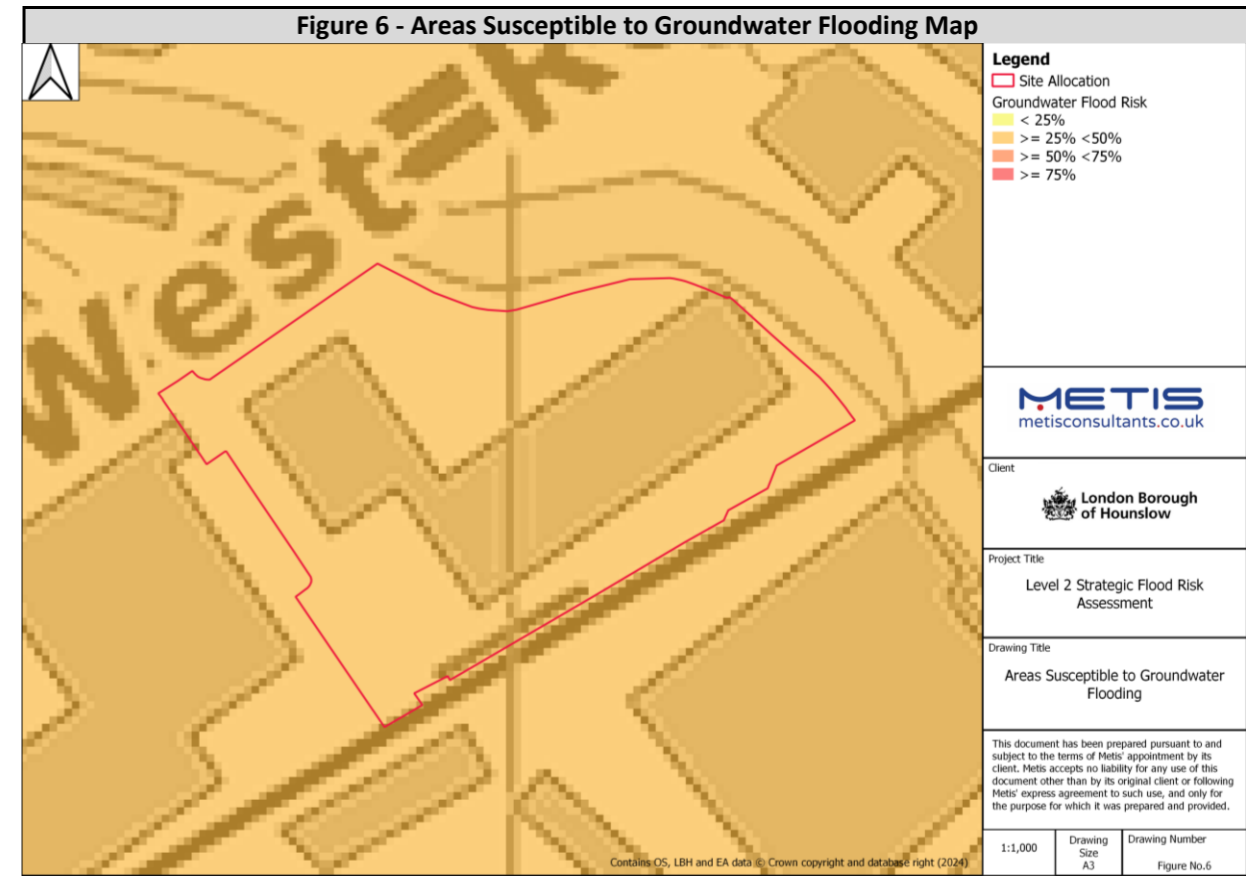 Figure 6 - Areas Susceptible to Groundwater Flooding Map
West
Legend
Site Allocation
Groundwater Flood Risk
< 25%
>= 25% <50%
>= 50% <75%
>= 75%
METIS
metisconsultants.co.uk
Client
London Borough
of Hounslow
Project Title
Level 2 Strategic Flood Risk
Assessment
Drawing Title
Areas Susceptible to Groundwater
Flooding
This document has been prepared pursuant to and
subject to the terms of Metis' appointment by its
client. Metis accepts no liability for any use of this
document other than by its original client or following
Metis' express agreement to such use, and only for
the purpose for which it was prepared and provided.
1:1,000
Drawing
Size
A3
Drawing Number
Figure No.6
Contains OS, LBH and EA data © Crown copyright and database right (2024)